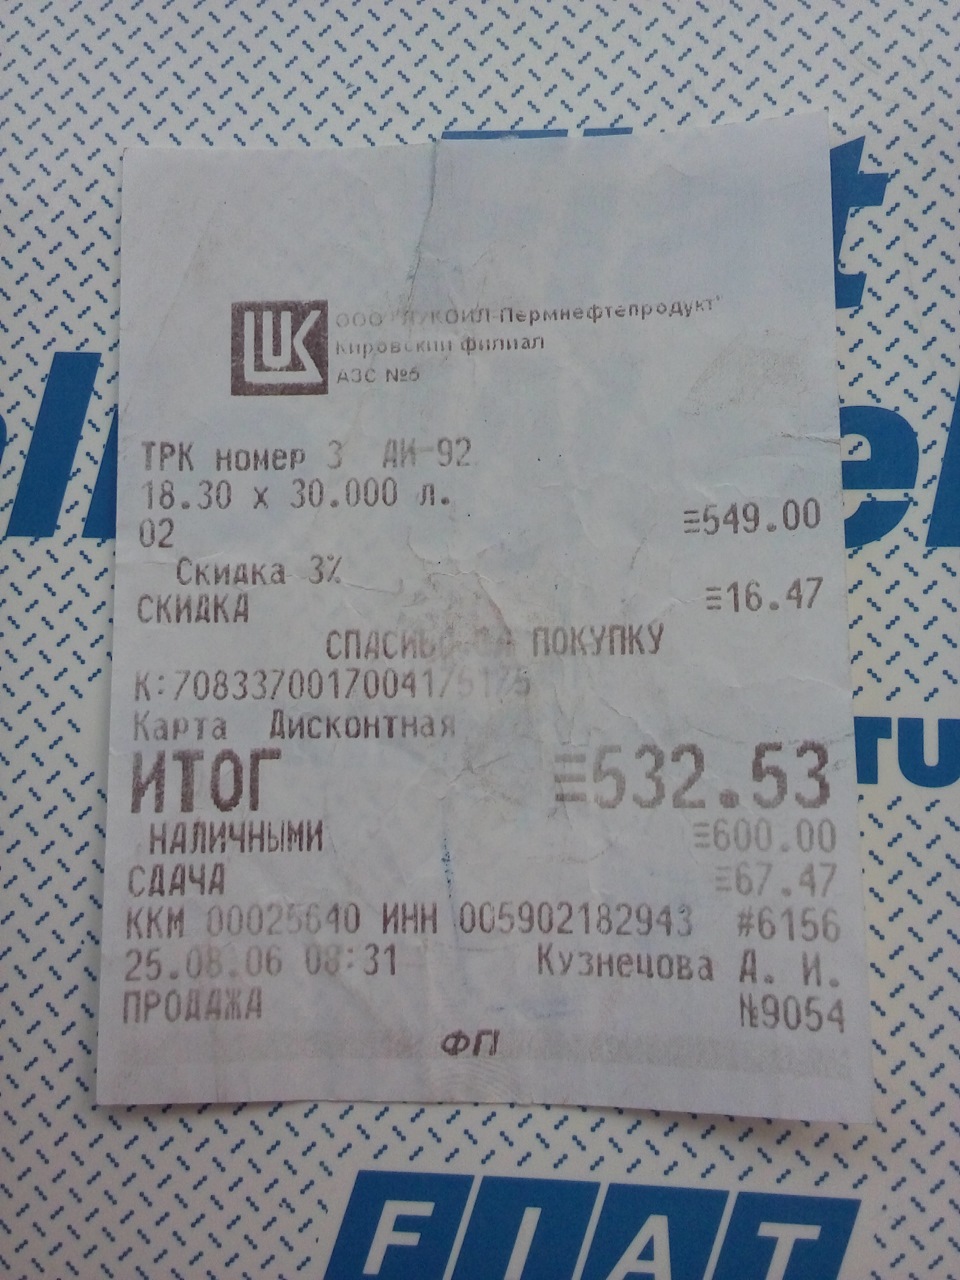 ООО "ЛУКОЙЛ-Пермнефтепродукт"
Кировский филиал
АЗС №6
ТРК номер 3 АИ-92
18.30 х 30.000 л.
02 ≡549.00
Скидка 3%
СКИДКА ≡16.47
СПАСИБО ЗА ПОКУПКУ
К:7083370017004175175
Карта Дисконтная
ИТОГ ≡532.53
НАЛИЧНЫМИ ≡600.00
СДАЧА ≡67.47
ККМ 00025640 ИНН 005902182943 #6156
25.08.06 08:31 Кузнецова А. И.
ПРОДАЖА №9054
ФП
ru
FIAT